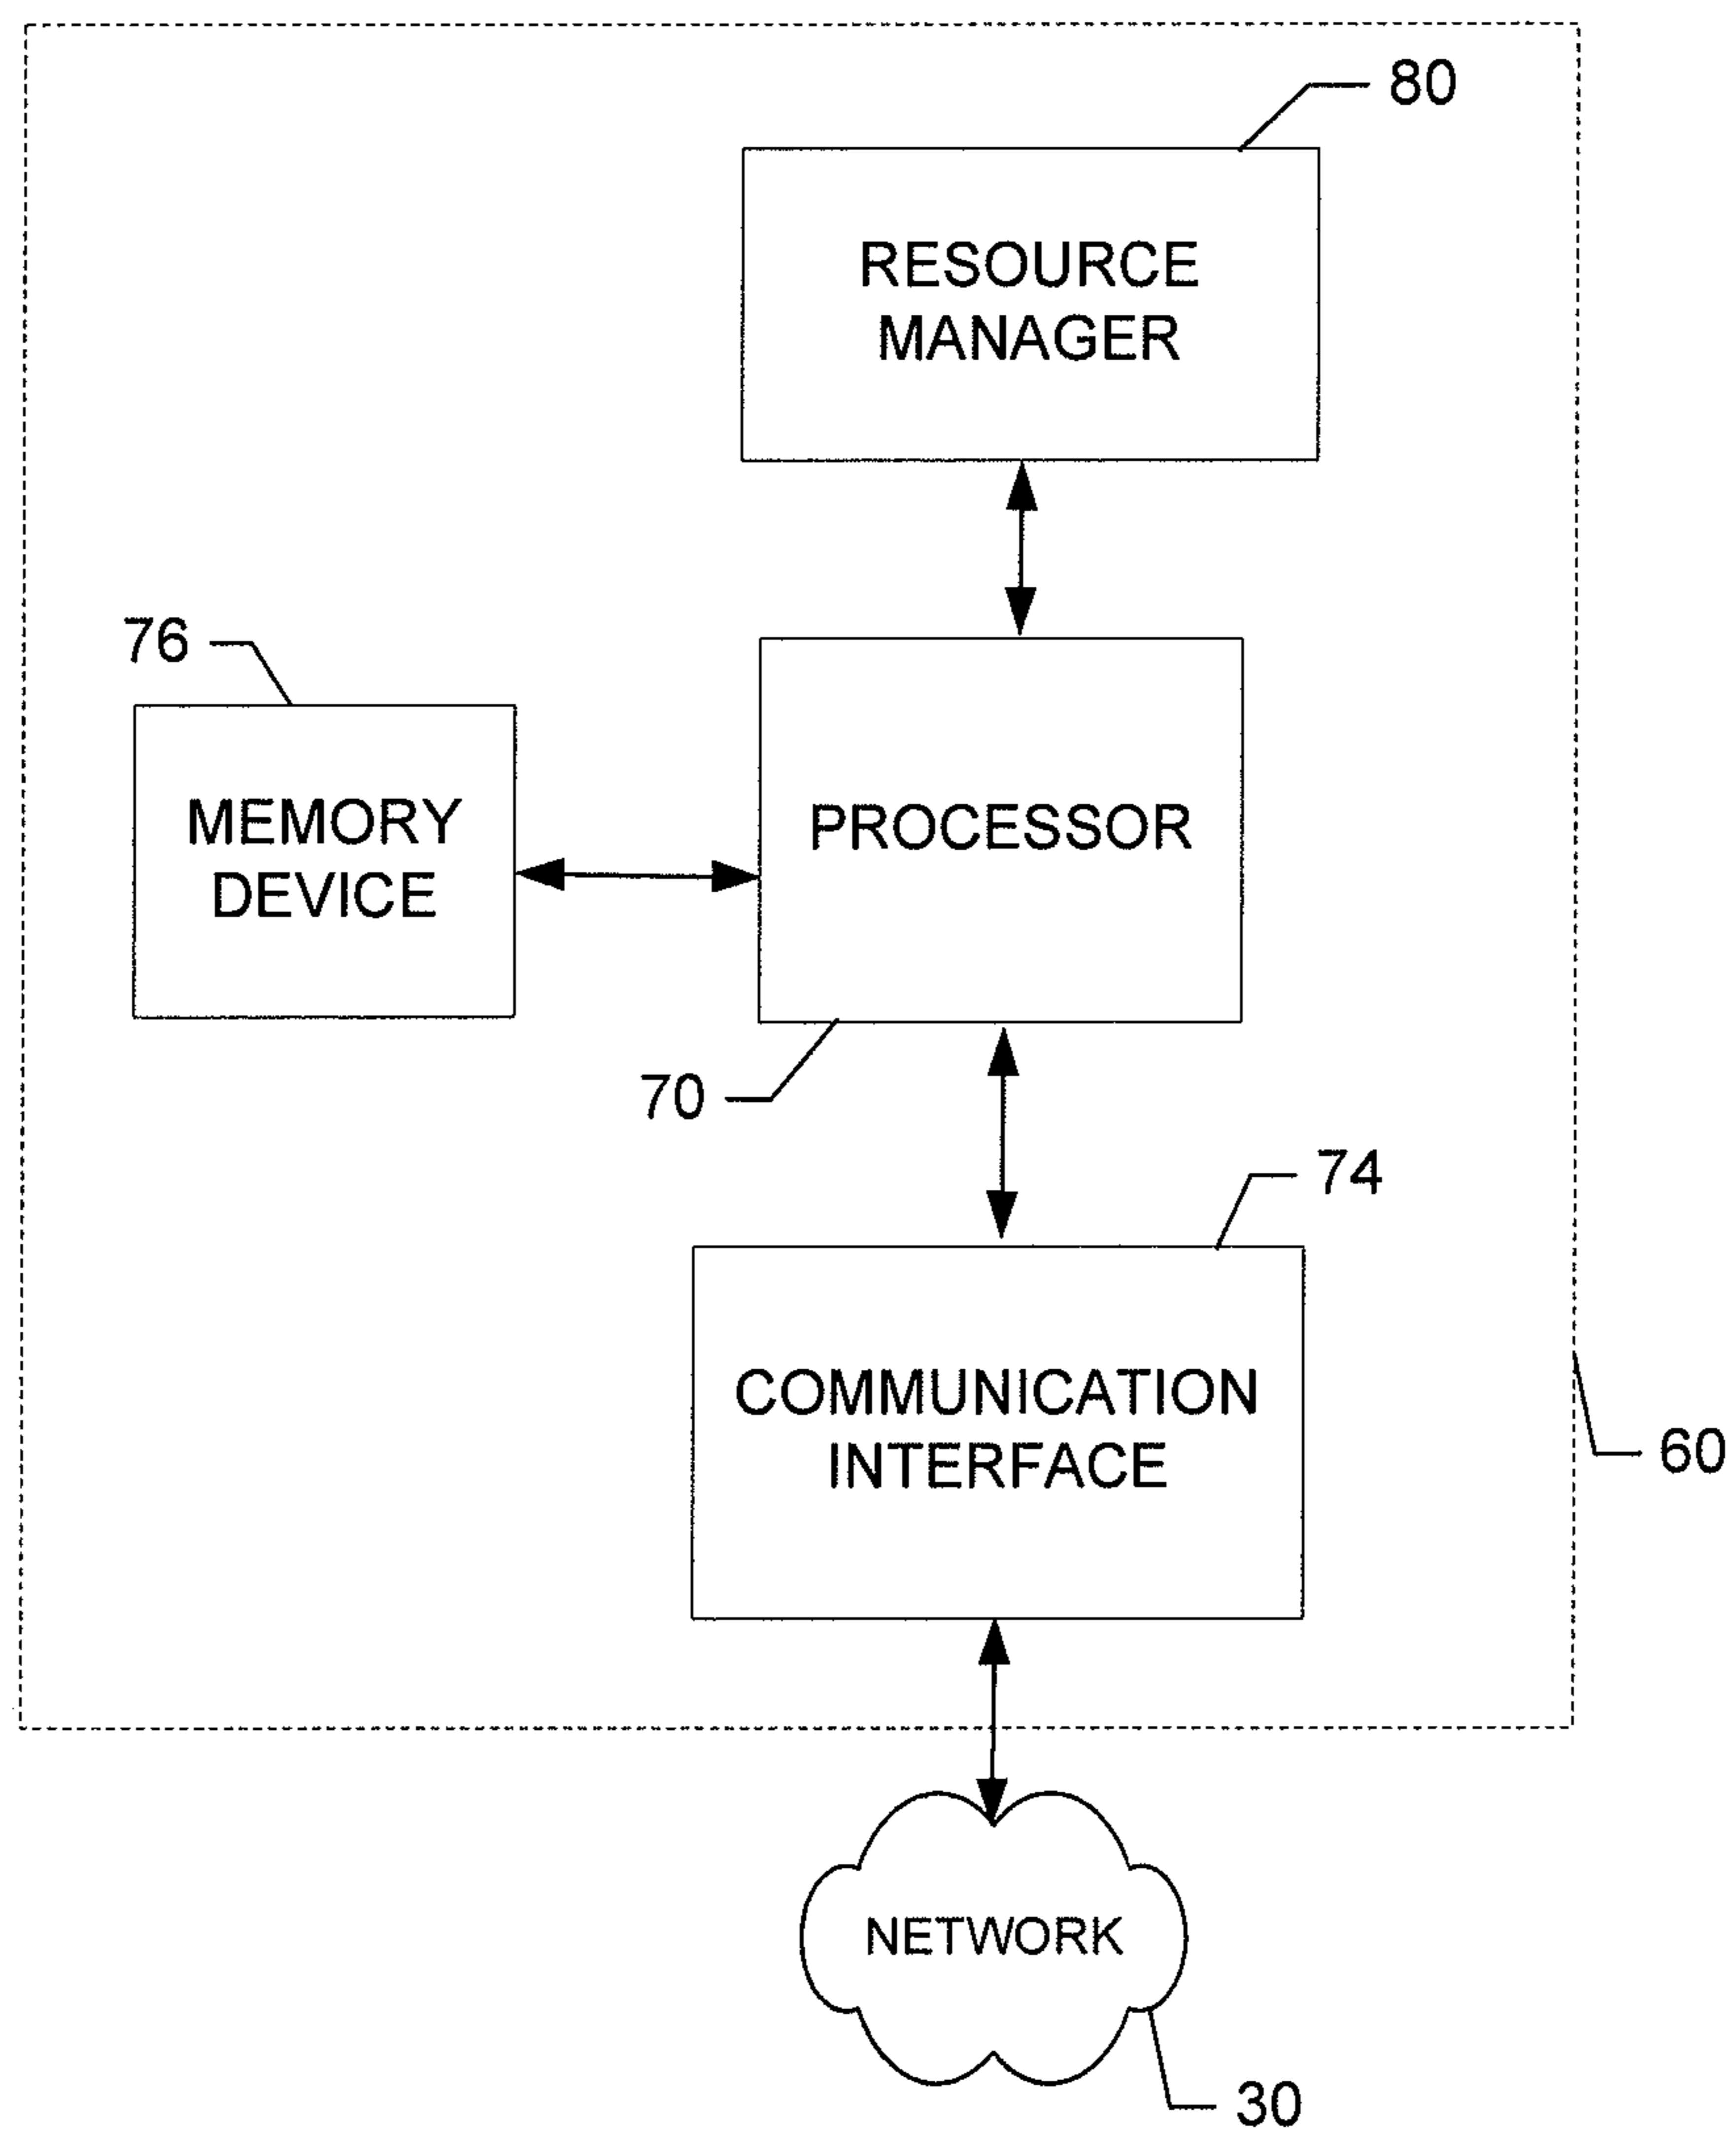 80
RESOURCE
MANAGER
76
MEMORY
DEVICE
PROCESSOR
70
74
COMMUNICATION
INTERFACE
60
NETWORK
30